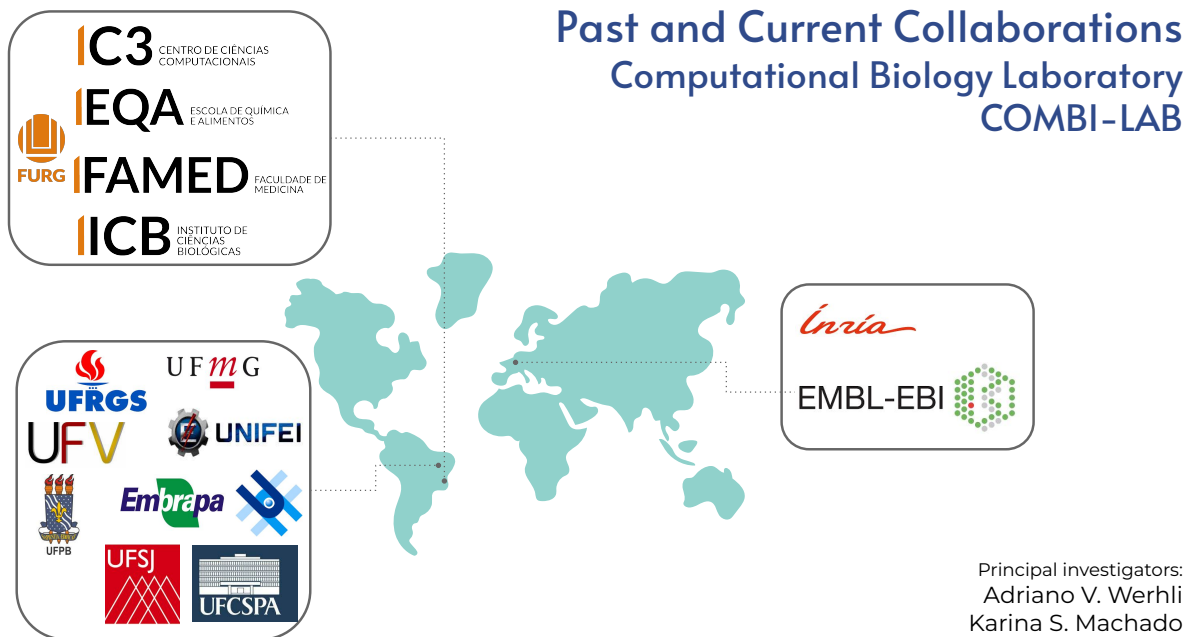 Past and Current Collaborations
Computational Biology Laboratory
COMBI-LAB
C3 CENTRO DE CIÊNCIAS
COMPUTACIONAIS
EQA ESCOLA DE QUÍMICA
E ALIMENTOS
FURG
FAMED FACULDADE DE
MEDICINA
ICB INSTITUTO DE
CIÊNCIAS
BIOLÓGICAS
UFRGS
UFmG
UFV
UNIFEI
UFPB
Embrapa
UFSJ
UFCSPA
Inría
EMBL-EBI
Principal investigators:
Adriano V. Werhli
Karina S. Machado